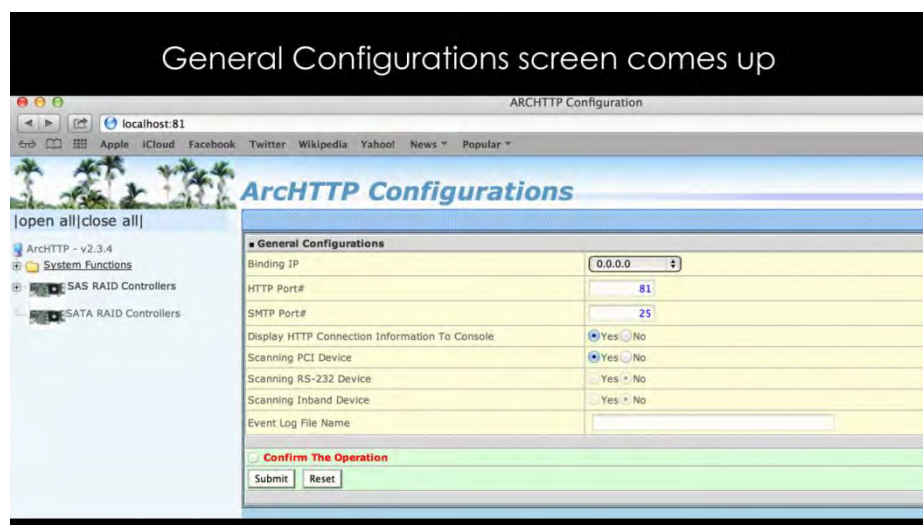 General Configurations screen comes up
ARCHTTP Configuration
localhost:81
Apple iCloud Facebook Twitter Wikipedia Yahoo! News Popular
ArcHTTP Configurations
|open all|close all|
ArcHTTP - v2.3.4
System Functions
SAS RAID Controllers
SATA RAID Controllers
General Configurations
Binding IP 0.0.0.0
HTTP Port# 81
SMTP Port# 25
Display HTTP Connection Information To Console Yes No
Scanning PCI Device Yes No
Scanning RS-232 Device Yes No
Scanning Inband Device Yes No
Event Log File Name
Confirm The Operation
Submit Reset